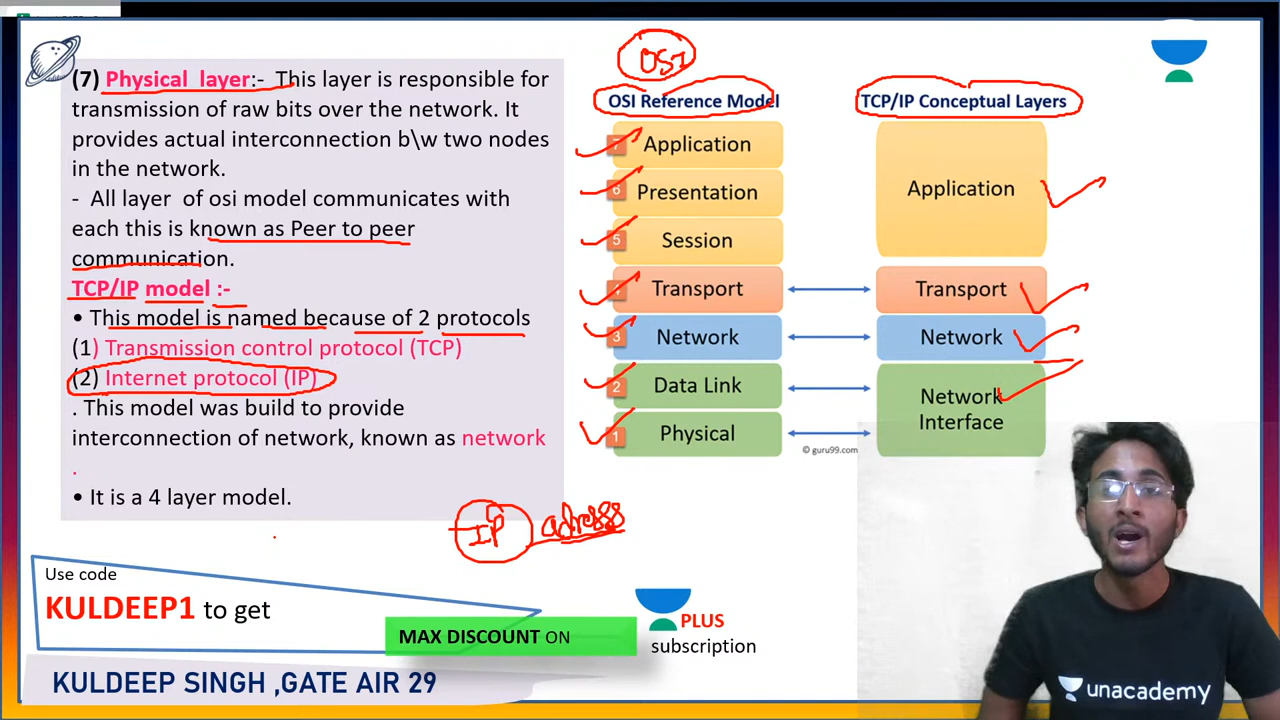 (7) Physical layer:- This layer is responsible for
transmission of raw bits over the network. It
provides actual interconnection b\w two nodes
in the network.
- All layer of osi model communicates with
each this is known as Peer to peer
communication.
TCP/IP model :-
• This model is named because of 2 protocols
(1) Transmission control protocol (TCP)
(2) Internet protocol (IP)
. This model was build to provide
interconnection of network, known as network
.
• It is a 4 layer model.
OSI
OSI Reference Model
7 Application
6 Presentation
5 Session
4 Transport
3 Network
2 Data Link
1 Physical
TCP/IP Conceptual Layers
Application
Transport
Network
Network
Interface
© guru99.com
IP adresss
Use code
KULDEEP1 to get
MAX DISCOUNT ON
PLUS
subscription
KULDEEP SINGH ,GATE AIR 29
unacademy